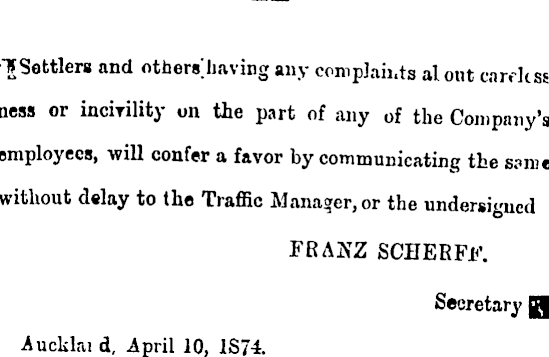 Settlers and others having any complaints about careless
ness or incivility on the part of any of the Company's
employees, will confer a favor by communicating the same
without delay to the Traffic Manager, or the undersigned
FRANZ SCHERFF.
Secretary
Auckland, April 10, 1874.